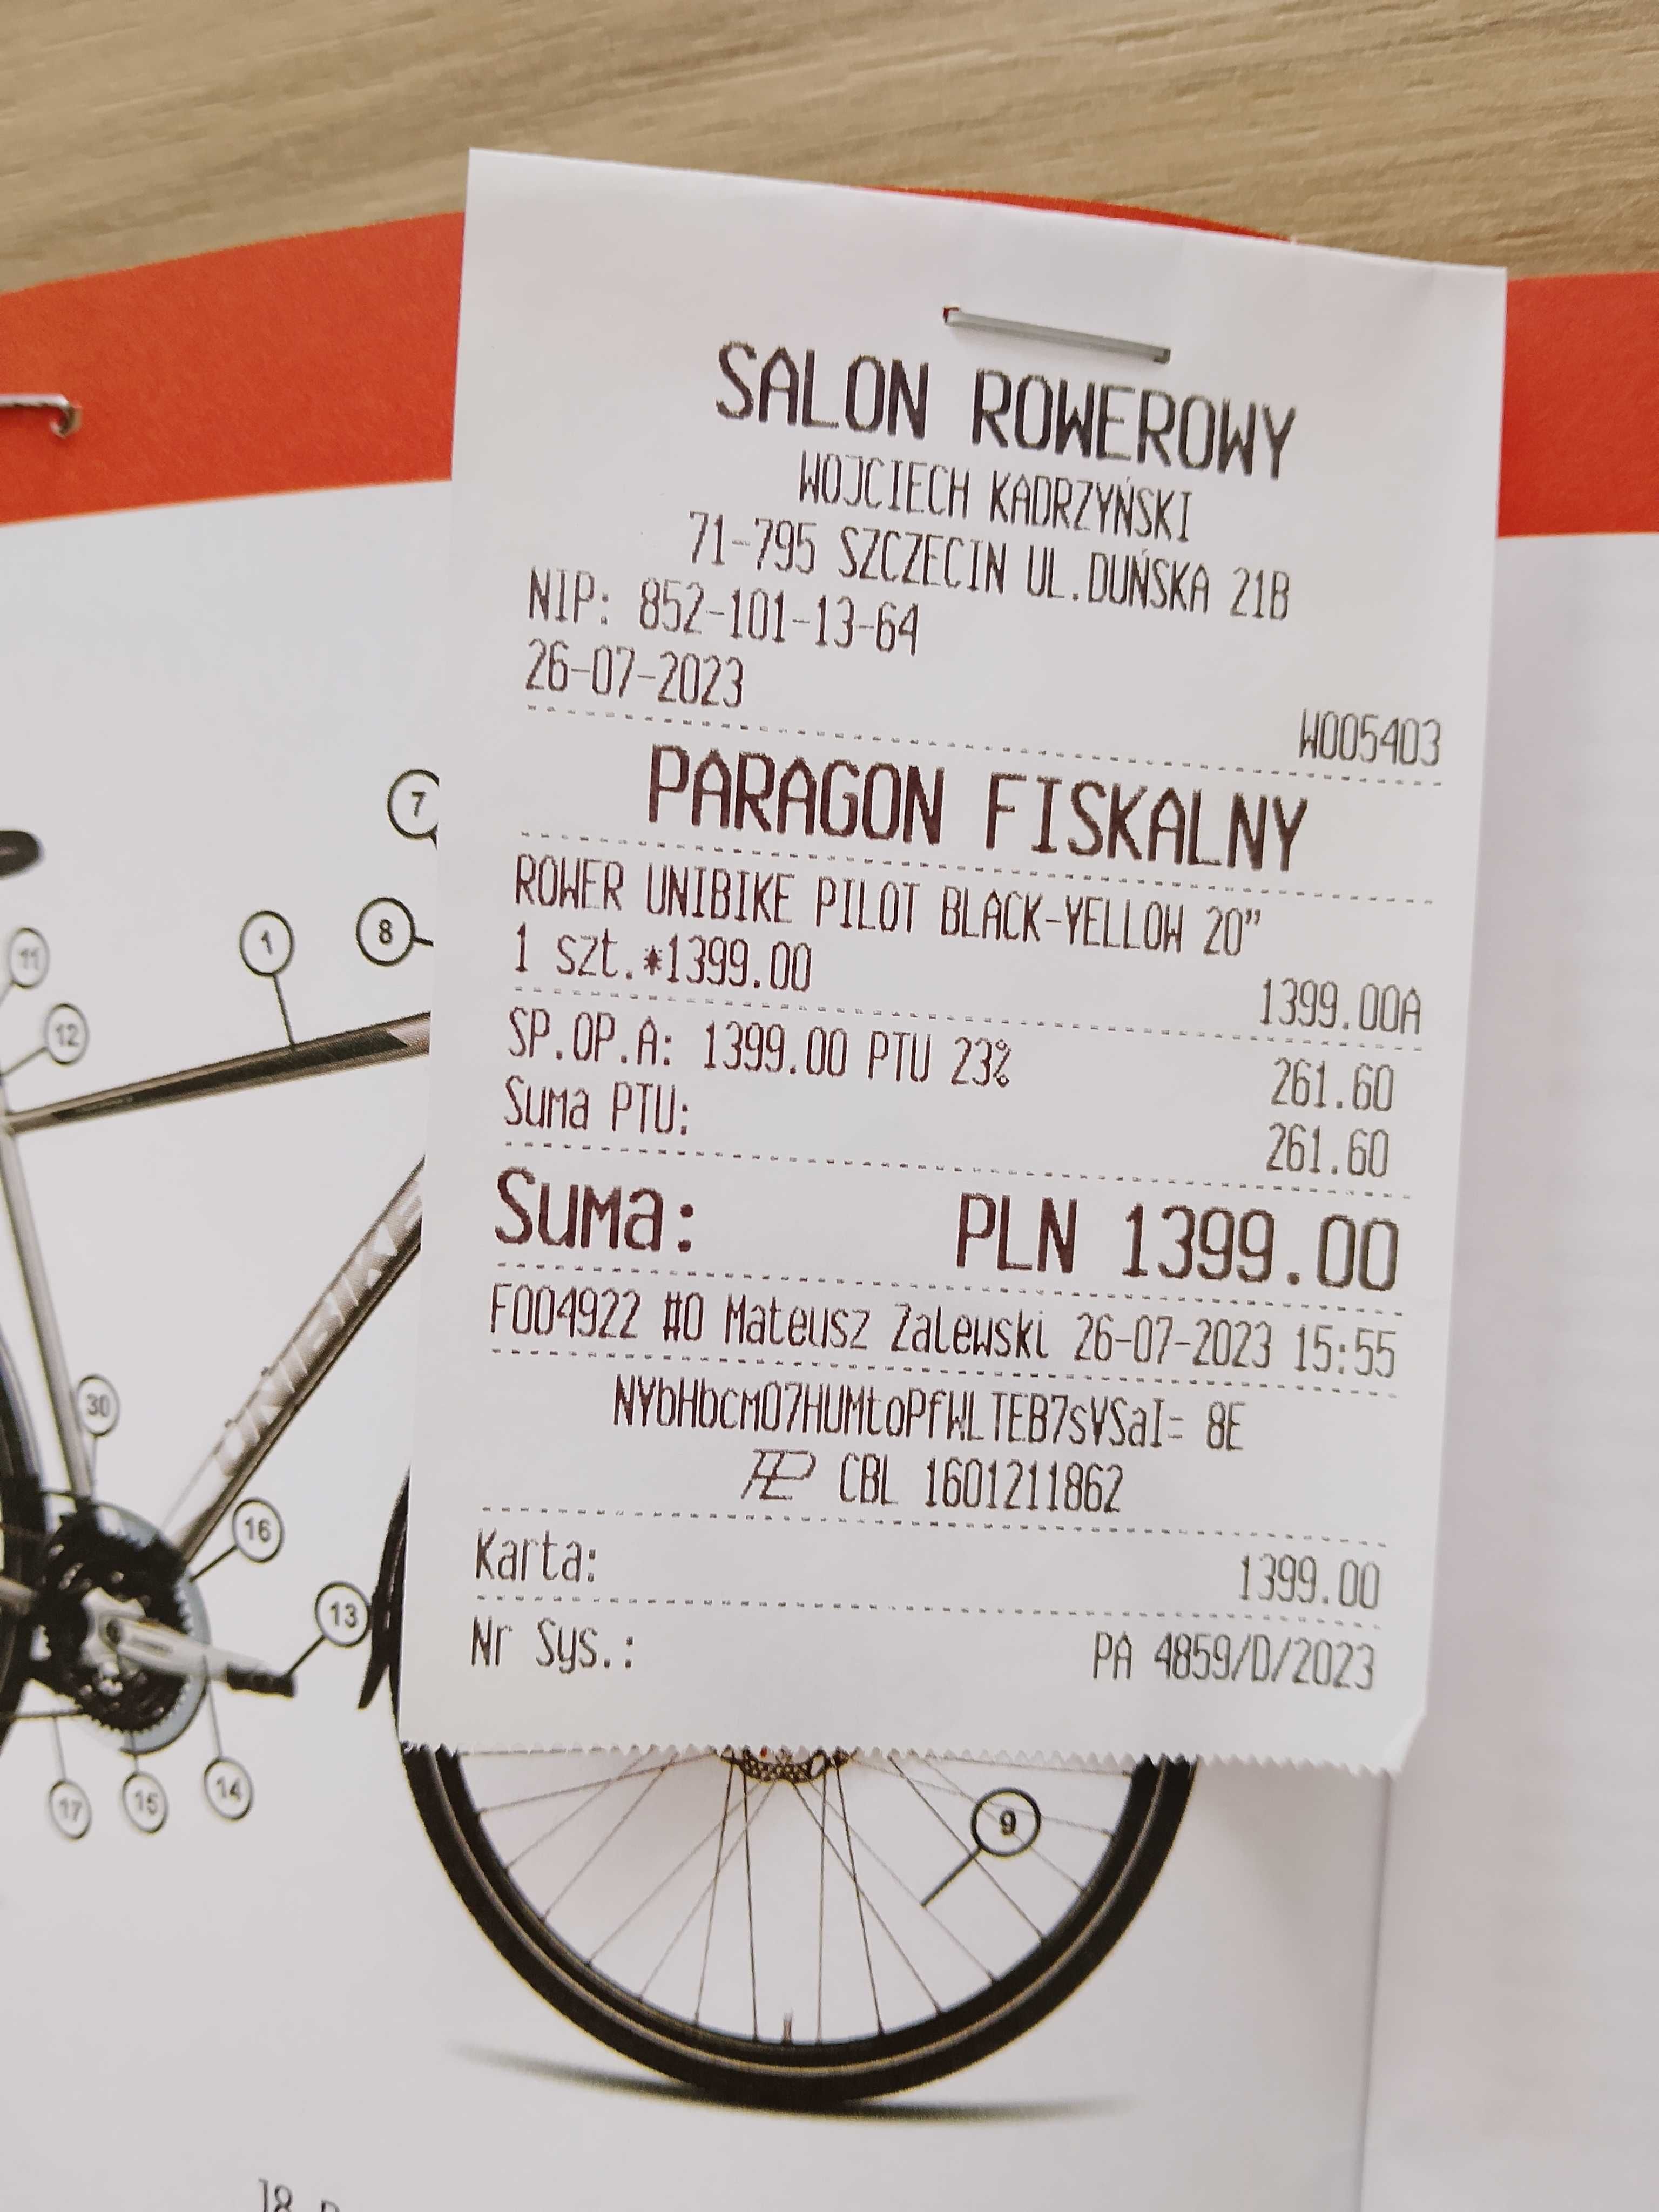 SALON ROWEROWY
WOJCIECH KADRZYŃSKI
71-795 SZCZECIN UL.DUŃSKA 21B
NIP: 852-101-13-64
26-07-2023
W005403
PARAGON FISKALNY
ROWER UNIBIKE PILOT BLACK-YELLOW 20”
1 szt.*1399.00 1399.00A
SP.OP.A: 1399.00 PTU 23% 261.60
Suma PTU: 261.60
Suma: PLN 1399.00
F004922 #0 Mateusz Zalewski 26-07-2023 15:55
NYbHbcMO7HUMtoPfWLTEB7sVSaI= 8E
CBL 1601211862
Karta: 1399.00
Nr Sys.: PA 4859/D/2023
7
8
1
11
12
UNIBIKE
30
16
13
17
15
14
9